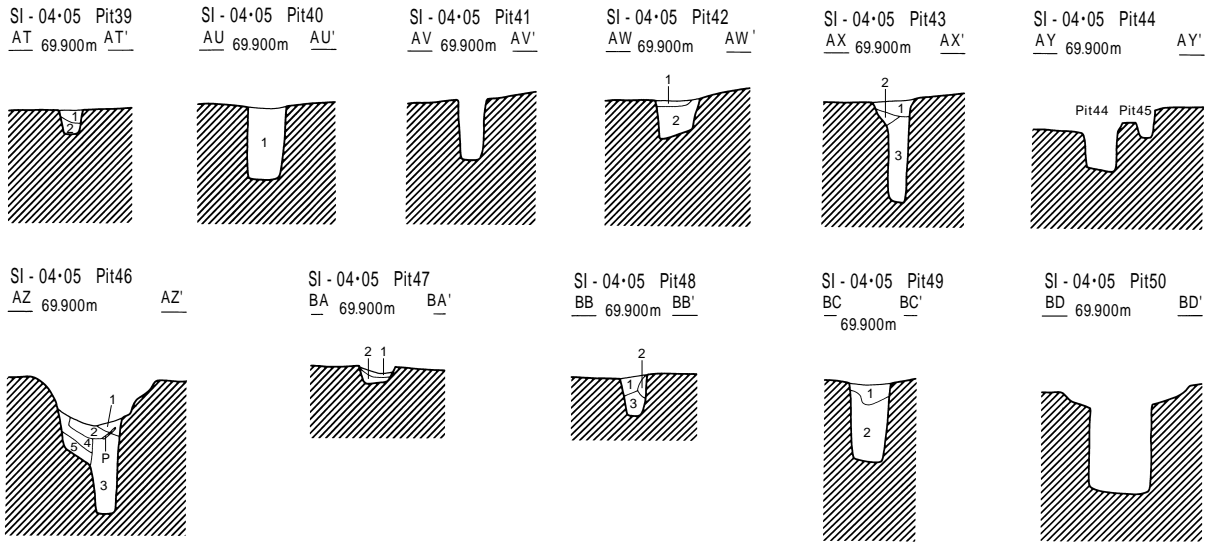 SI - 04・05 Pit39
AT 69.900m AT'
1
2
SI - 04・05 Pit40
AU 69.900m AU'
1
SI - 04・05 Pit41
AV 69.900m AV'
SI - 04・05 Pit42
AW 69.900m AW'
1
2
SI - 04・05 Pit43
AX 69.900m AX'
2
1
3
SI - 04・05 Pit44
AY 69.900m AY'
Pit44 Pit45
SI - 04・05 Pit46
AZ 69.900m AZ'
1
2
4
5
P
3
SI - 04・05 Pit47
BA 69.900m BA'
2 1
SI - 04・05 Pit48
BB 69.900m BB'
2
1
3
SI - 04・05 Pit49
BC BC'
69.900m
1
2
SI - 04・05 Pit50
BD 69.900m BD'